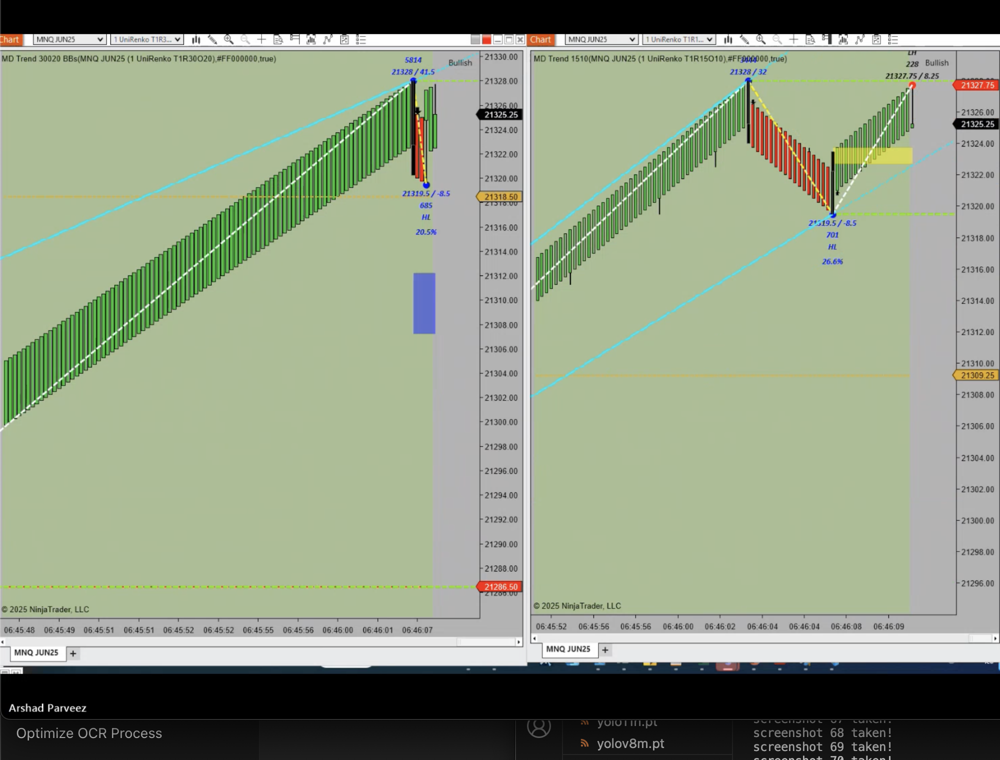 Chart
MNQ JUN25
1 UniRenko T1R3...
MD Trend 30020 BBs(MNQ JUN25 (1 UniRenko T1R30O20),#FF000000,true)
5814
Bullish
21328 / 41.5
21319.5 / -8.5
685
HL
20.5%
21330.00
21328.00
21326.00
21325.25
21324.00
21322.00
21320.00
21318.50
21318.00
21316.00
21314.00
21312.00
21310.00
21308.00
21306.00
21304.00
21302.00
21300.00
21298.00
21296.00
21294.00
21292.00
21290.00
21288.00
21286.50
© 2025 NinjaTrader, LLC
06:45:48 06:45:49 06:45:51 06:45:51 06:45:52 06:45:52 06:45:56 06:46:00 06:46:01 06:46:07
MNQ JUN25
Chart
MNQ JUN25
1 UniRenko T1R1...
MD Trend 1510(MNQ JUN25 (1 UniRenko T1R15O10),#FF000000,true)
LH
228
Bullish
21328 / 32
21327.75 / 8.25
21319.5 / -8.5
701
HL
26.6%
21327.75
21326.00
21325.25
21324.00
21322.00
21320.00
21318.00
21316.00
21314.00
21312.00
21310.00
21309.25
21308.00
21306.00
21304.00
21302.00
21300.00
21298.00
21296.00
© 2025 NinjaTrader, LLC
06:45:52 06:45:55 06:45:56 06:45:58 06:46:00 06:46:02 06:46:04 06:46:08 06:46:09
MNQ JUN25
Arshad Parveez
Optimize OCR Process
yolo11n.pt
yolov8m.pt
screenshot 67 taken!
screenshot 68 taken!
screenshot 69 taken!
screenshot 70 taken!